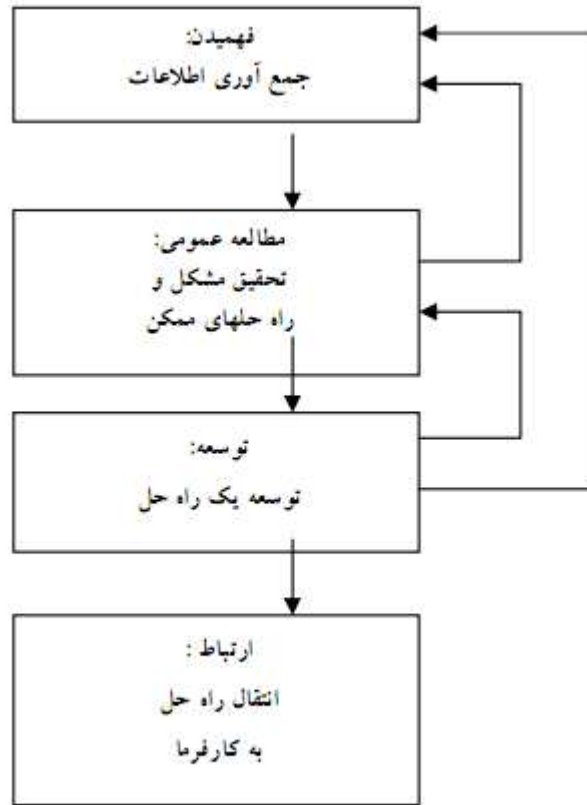 فهمیدن:
جمع آوری اطلاعات
مطالعه عمومی:
تحقیق مشکل و
راه حلهای ممکن
توسعه:
توسعه یک راه حل
ارتباط :
انتقال راه حل
به کارفرما